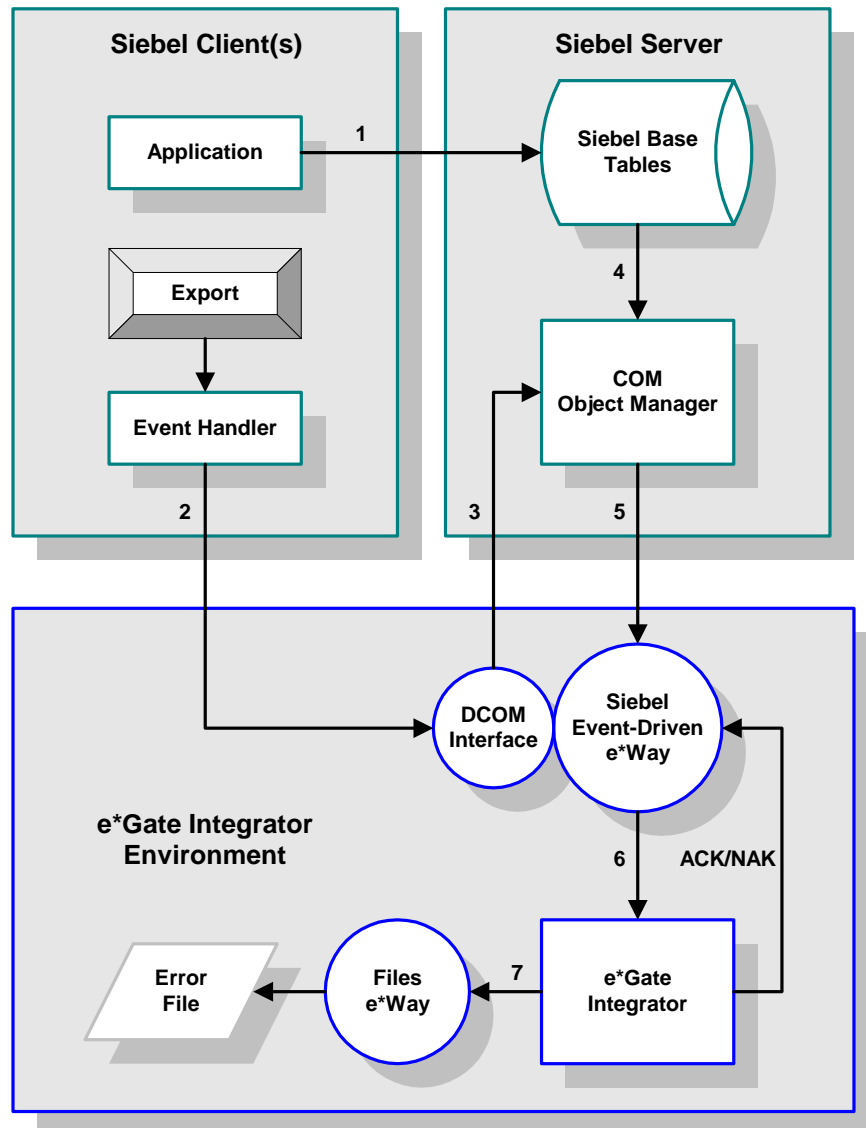 Siebel Client(s)
Siebel Server
Application
1
Siebel Base
Tables
Export
4
Event Handler
COM
Object Manager
2
3
5
DCOM
Interface
Siebel
Event-Driven
e*Way
e*Gate Integrator
Environment
6
ACK/NAK
Error
File
Files
e*Way
7
e*Gate
Integrator